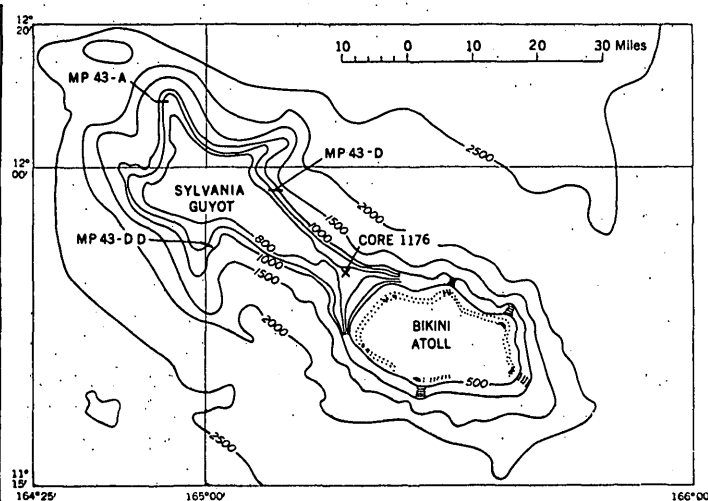 12°
20'
10 0 10 20 30 Miles
MP 43-A
2500
12°
00'
MP 43-D
SYLVANIA
GUYOT
2000
1500
1000
CORE 1176
MP 43-DD
800
1000
1500
BIKINI
ATOLL
2000
500
2500
11°
15'
164°25' 165°00' 166°00